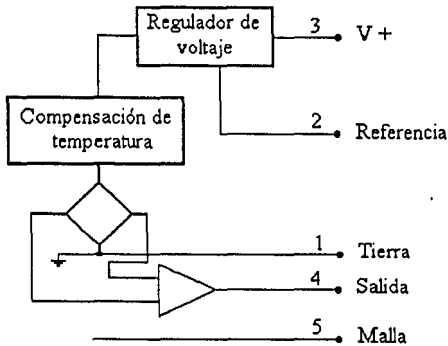 Regulador de
voltaje
3 V +
Compensación de
temperatura
2 Referencia
1 Tierra
4 Salida
5 Malla